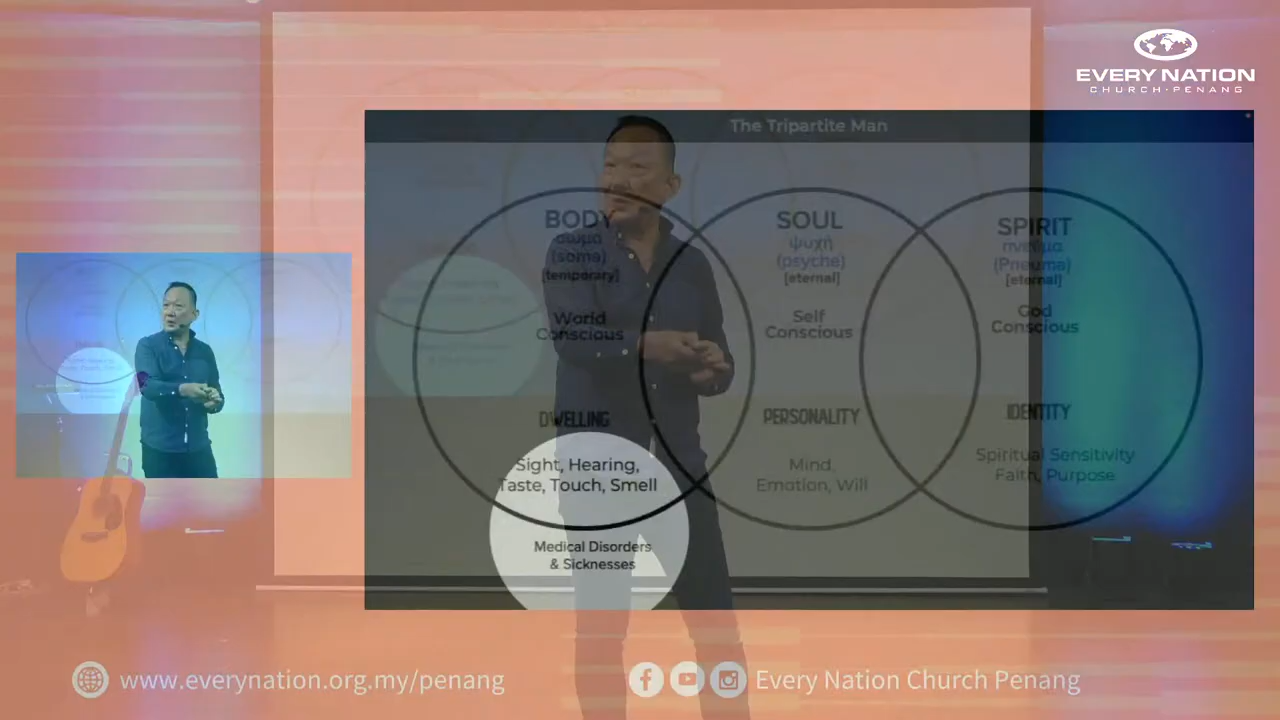 EVERY NATION
CHURCH·PENANG
The Tripartite Man
BODY
σωμα
(soma)
[temporary]
World
Conscious
DWELLING
Sight, Hearing,
Taste, Touch, Smell
Medical Disorders
& Sicknesses
SOUL
ψυχή
(psyche)
[eternal]
Self
Conscious
PERSONALITY
Mind,
Emotion, Will
SPIRIT
πνεῦμα
(Pneuma)
[eternal]
God
Conscious
IDENTITY
Spiritual Sensitivity
Faith, Purpose
www.everynation.org.my/penang
Every Nation Church Penang